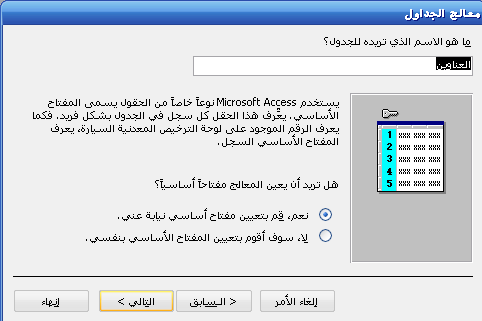 معالج الجداول
ما هو الاسم الذي تريده للجدول؟
العناوين
يستخدم Microsoft Access نوعاً خاصاً من الحقول يسمى المفتاح
الأساسي. يعُرف هذا الحقل كل سجل في الجدول بشكل فريد. فكما
يعرف الرقم الموجود على لوحة الترخيص المعدنية السيارة، يعرف
المفتاح الأساسي السجل.
1 xxx xxx xxx
2 xxx xxx xxx
3 xxx xxx xxx
4 xxx xxx xxx
5 xxx xxx xxx
هل تريد أن يعين المعالج مفتاحاً أساسياً؟
نعم، قم بتعيين مفتاح أساسي نيابة عني.
لا، سوف أقوم بتعيين المفتاح الأساسي بنفسي.
إلغاء الأمر
< السابق
التالي >
إنهاء